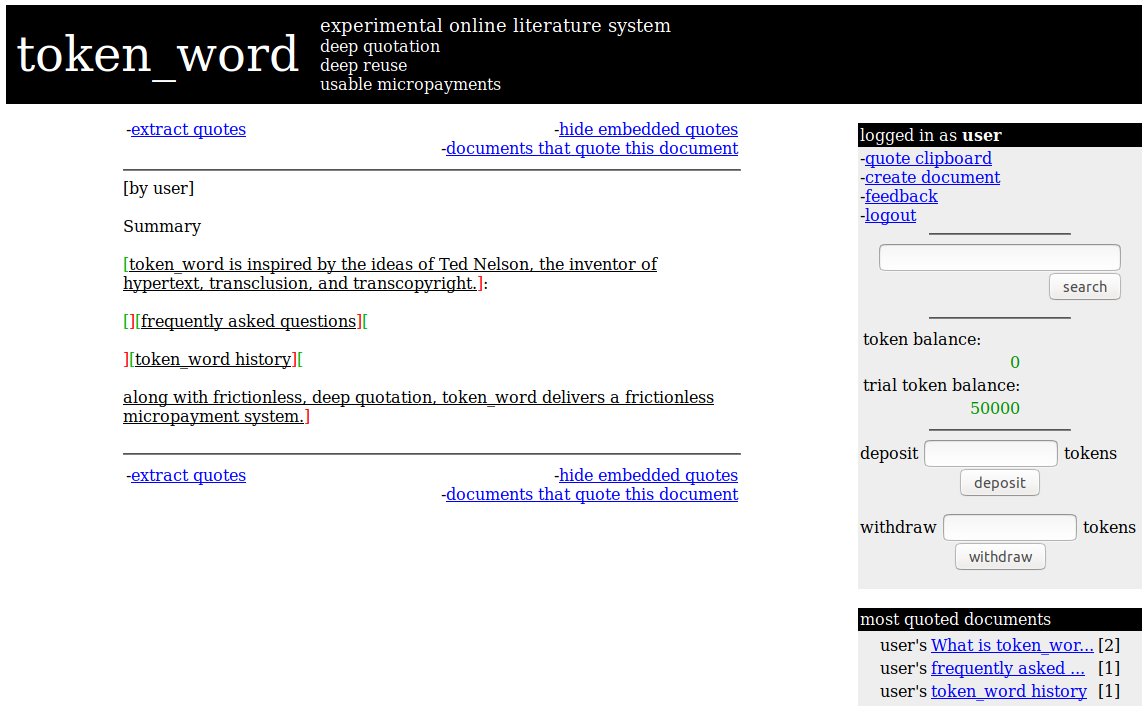 token_word
experimental online literature system
deep quotation
deep reuse
usable micropayments
-extract quotes
-hide embedded quotes
-documents that quote this document
[by user]
Summary
[token_word is inspired by the ideas of Ted Nelson, the inventor of
hypertext, transclusion, and transcopyright.]:
[][frequently asked questions][
][token_word history][
along with frictionless, deep quotation, token_word delivers a frictionless
micropayment system.]
-extract quotes
-hide embedded quotes
-documents that quote this document
logged in as user
-quote clipboard
-create document
-feedback
-logout
search
token balance:
0
trial token balance:
50000
deposit tokens
deposit
withdraw tokens
withdraw
most quoted documents
user's What is token_wor... [2]
user's frequently asked ... [1]
user's token_word history [1]